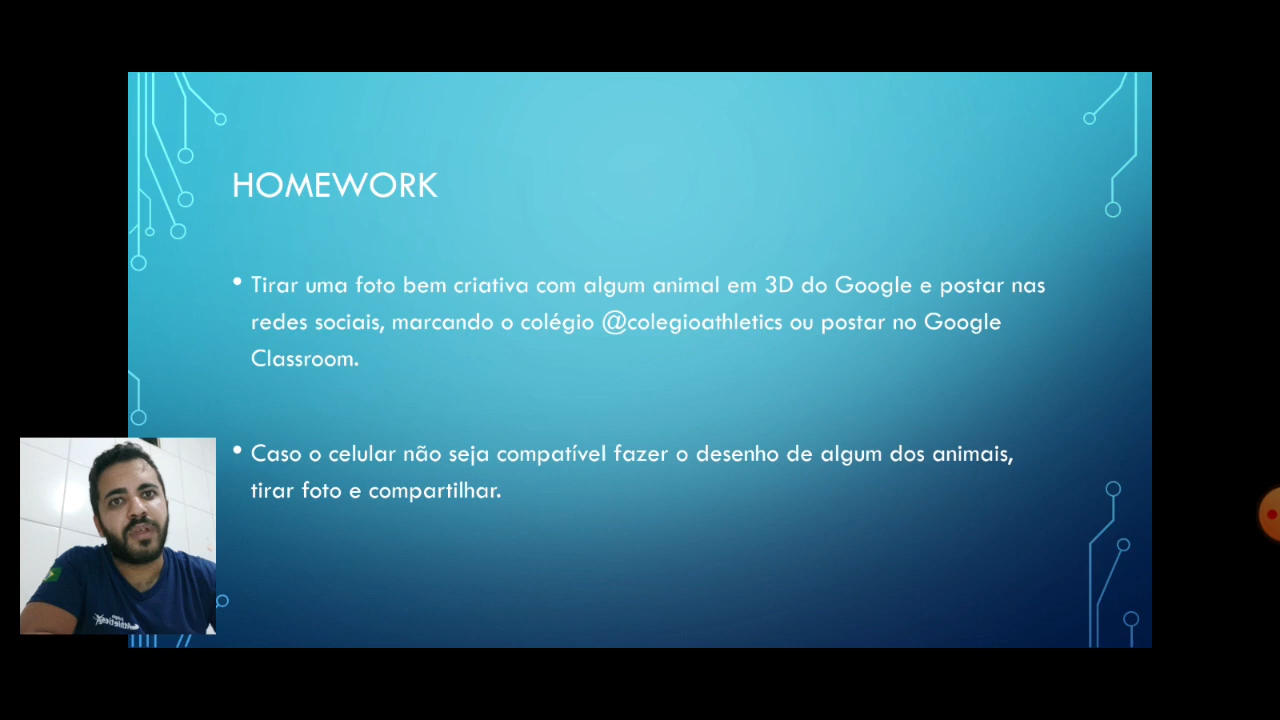 HOMEWORK
• Tirar uma foto bem criativa com algum animal em 3D do Google e postar nas
redes sociais, marcando o colégio @colegioathletics ou postar no Google
Classroom.
• Caso o celular não seja compatível fazer o desenho de algum dos animais,
tirar foto e compartilhar.